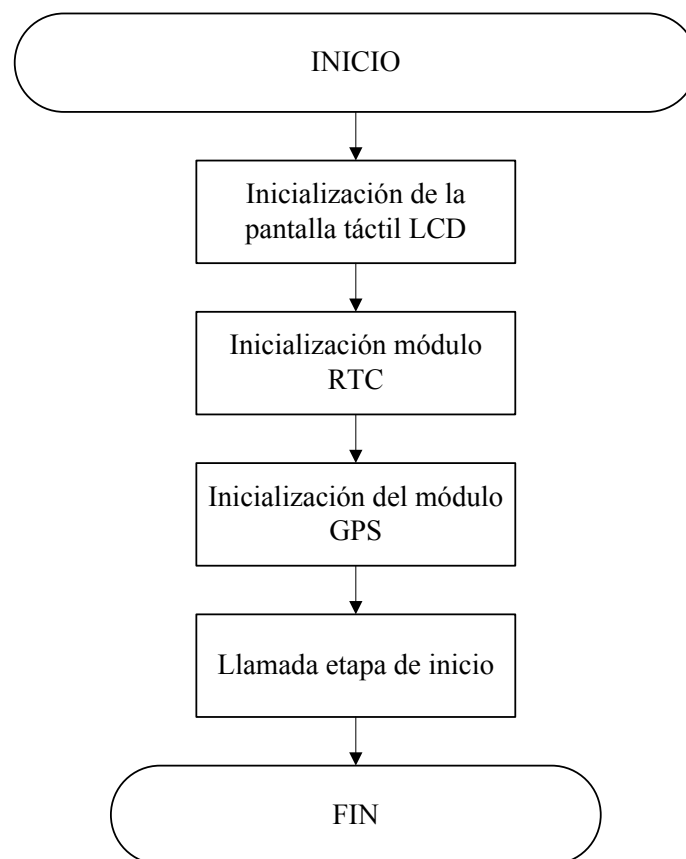 INICIO
Inicialización de la
pantalla táctil LCD
Inicialización módulo
RTC
Inicialización del módulo
GPS
Llamada etapa de inicio
FIN